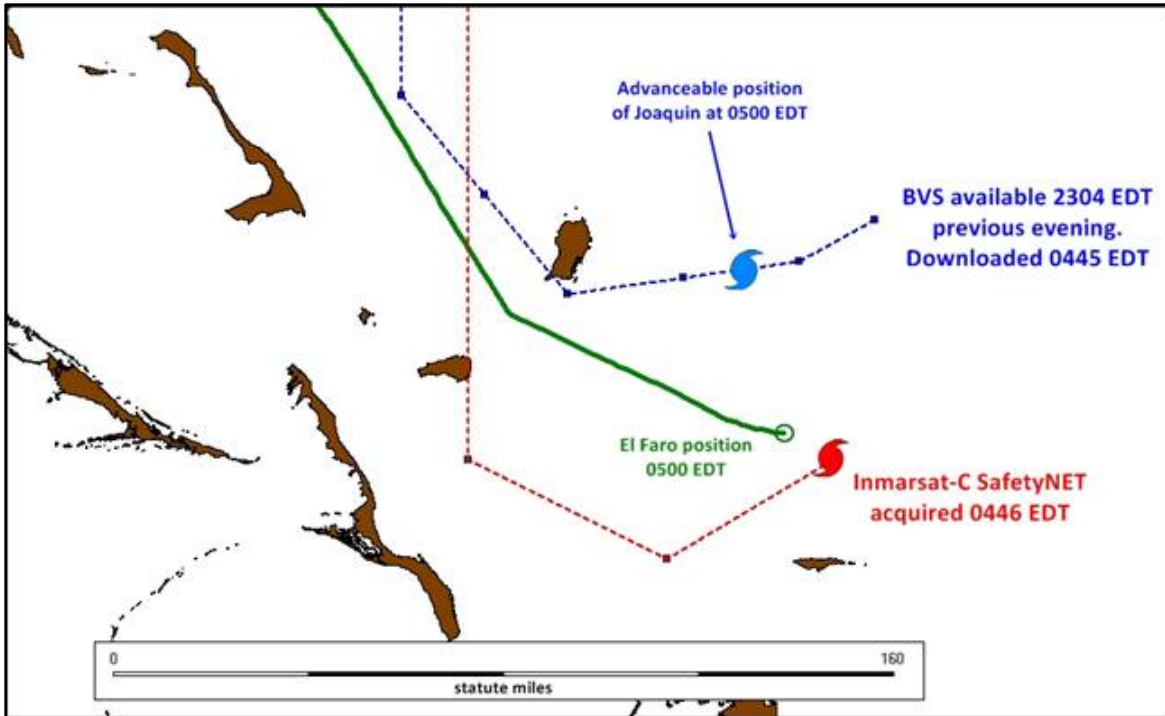 Advanceable position
of Joaquin at 0500 EDT
BVS available 2304 EDT
previous evening.
Downloaded 0445 EDT
El Faro position
0500 EDT
Inmarsat-C SafetyNET
acquired 0446 EDT
0
160
statute miles